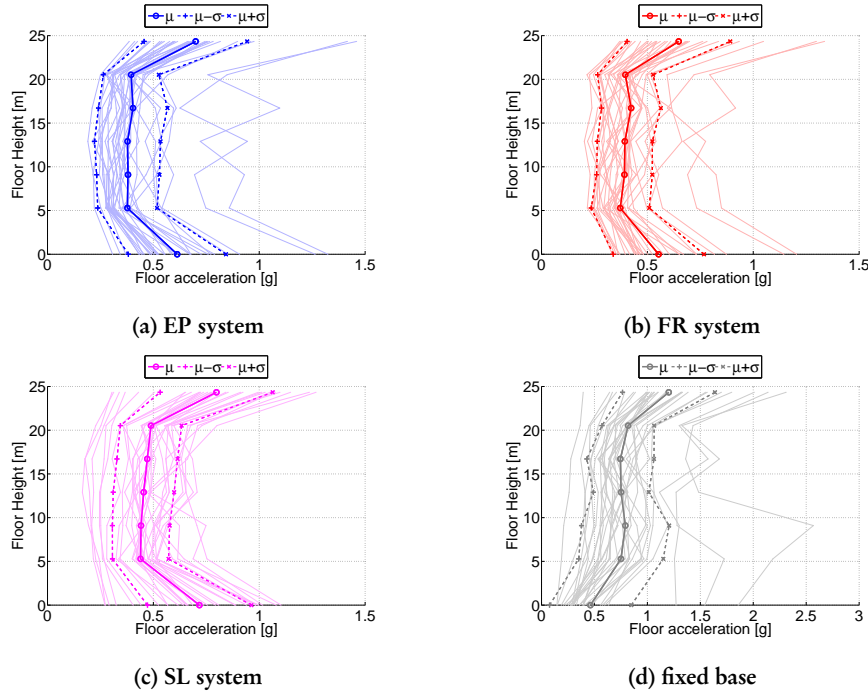 μ μ−σ μ+σ
25
20
15
10
5
0
Floor Height [m]
0 0.5 1 1.5
Floor acceleration [g]
(a) EP system
μ μ−σ μ+σ
25
20
15
10
5
0
Floor Height [m]
0 0.5 1 1.5
Floor acceleration [g]
(b) FR system
μ μ−σ μ+σ
25
20
15
10
5
0
Floor Height [m]
0 0.5 1 1.5
Floor acceleration [g]
(c) SL system
μ μ−σ μ+σ
25
20
15
10
5
0
Floor Height [m]
0 0.5 1 1.5 2 2.5 3
Floor acceleration [g]
(d) fixed base